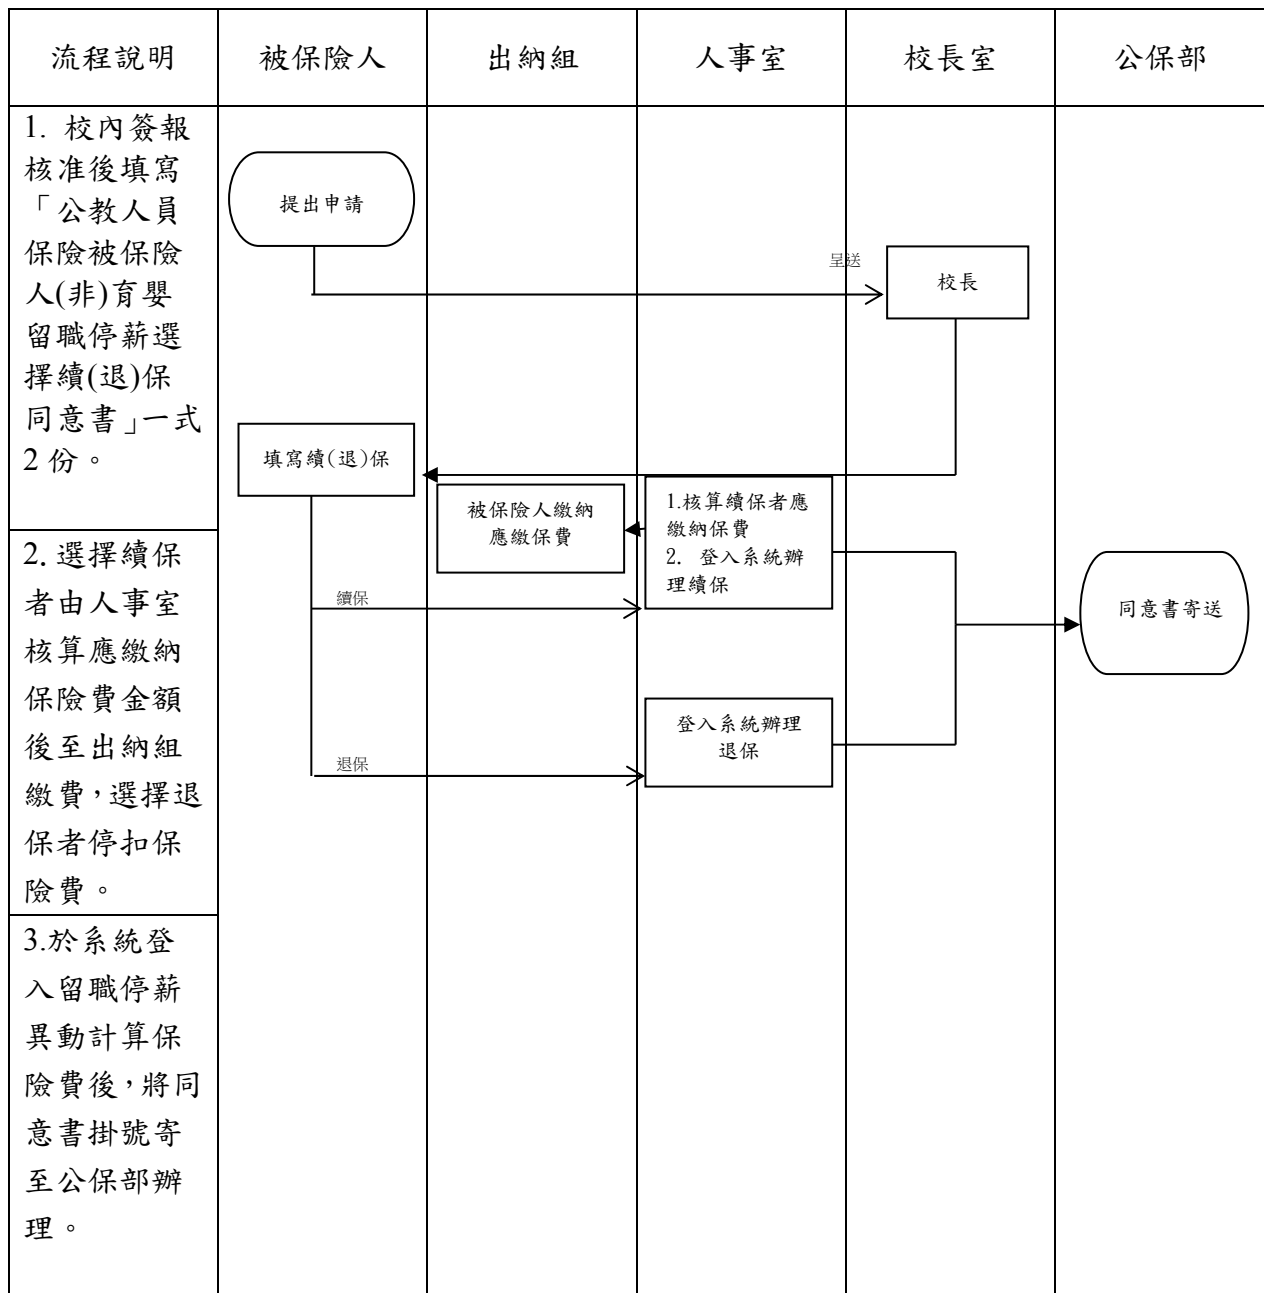 流程說明
被保險人
出納組
人事室
校長室
公保部
1. 校內簽報
核准後填寫
「公教人員
保險被保險
人(非)育嬰
留職停薪選
擇續(退)保
同意書」一式
2 份。
提出申請
呈送
校長
填寫續(退)保
被保險人繳納
應繳保費
1.核算續保者應
繳納保費
2. 登入系統辦
理續保
續保
同意書寄送
登入系統辦理
退保
退保
2. 選擇續保
者由人事室
核算應繳納
保險費金額
後至出納組
繳費，選擇退
保者停扣保
險費。
3.於系統登
入留職停薪
異動計算保
險費後，將同
意書掛號寄
至公保部辦
理。